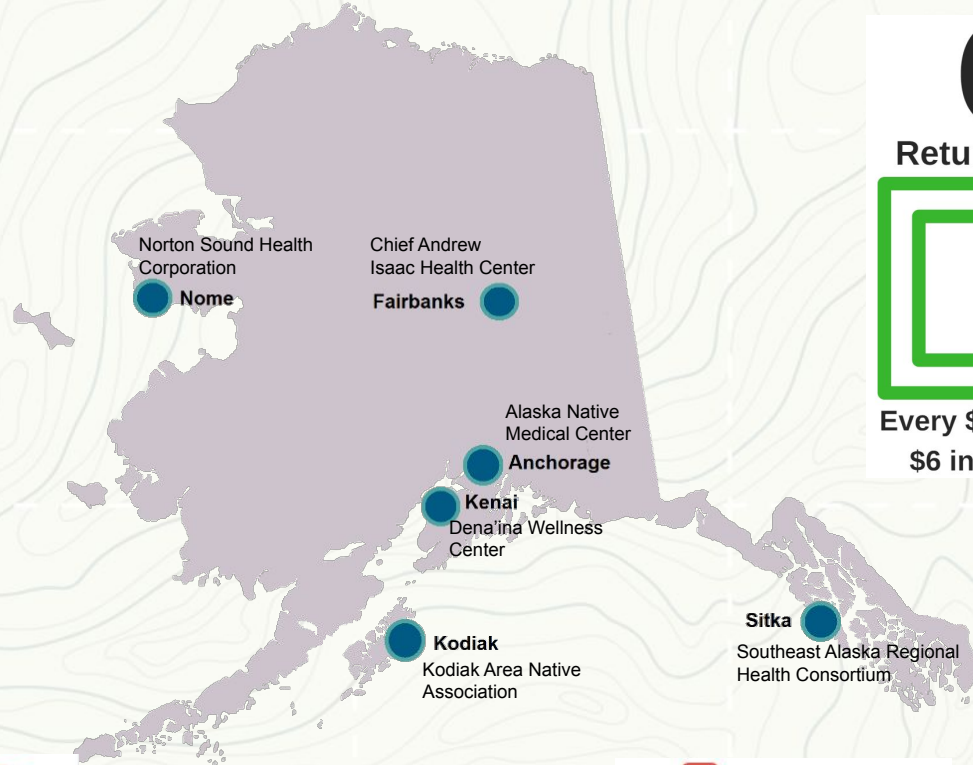 Norton Sound Health
Corporation
Nome
Chief Andrew
Isaac Health Center
Fairbanks
Alaska Native
Medical Center
Anchorage
Kenai
Dena'ina Wellness
Center
Kodiak
Kodiak Area Native
Association
Sitka
Southeast Alaska Regional
Health Consortium
Every $
$6 in